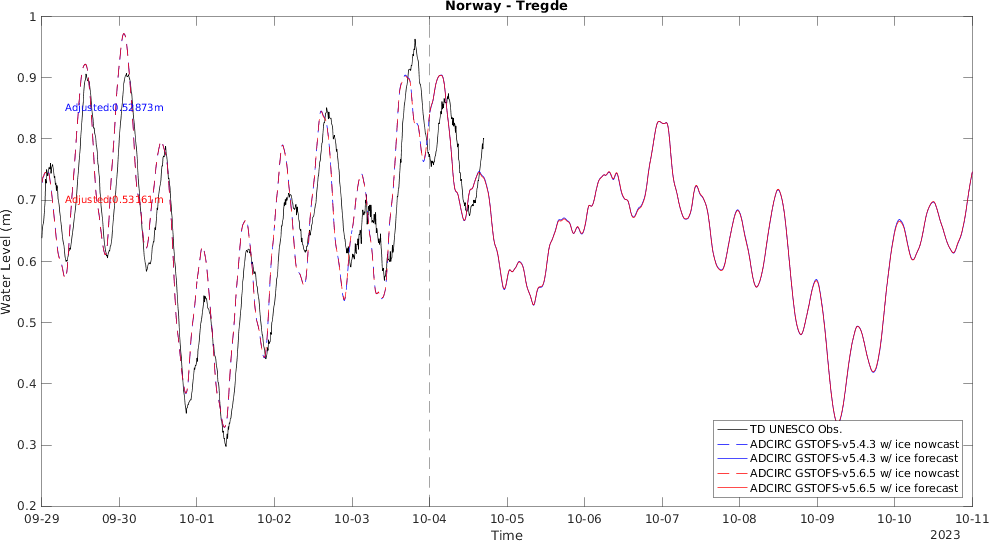 Norway - Tregde
1
0.9
0.8
0.7
0.6
0.5
0.4
0.3
0.2
Water Level (m)
Adjusted:0.52873m
Adjusted:0.53161m
TD UNESCO Obs.
ADCIRC GSTOFS-v5.4.3 w/ ice nowcast
ADCIRC GSTOFS-v5.4.3 w/ ice forecast
ADCIRC GSTOFS-v5.6.5 w/ ice nowcast
ADCIRC GSTOFS-v5.6.5 w/ ice forecast
09-29 09-30 10-01 10-02 10-03 10-04 10-05 10-06 10-07 10-08 10-09 10-10 10-11
Time
2023